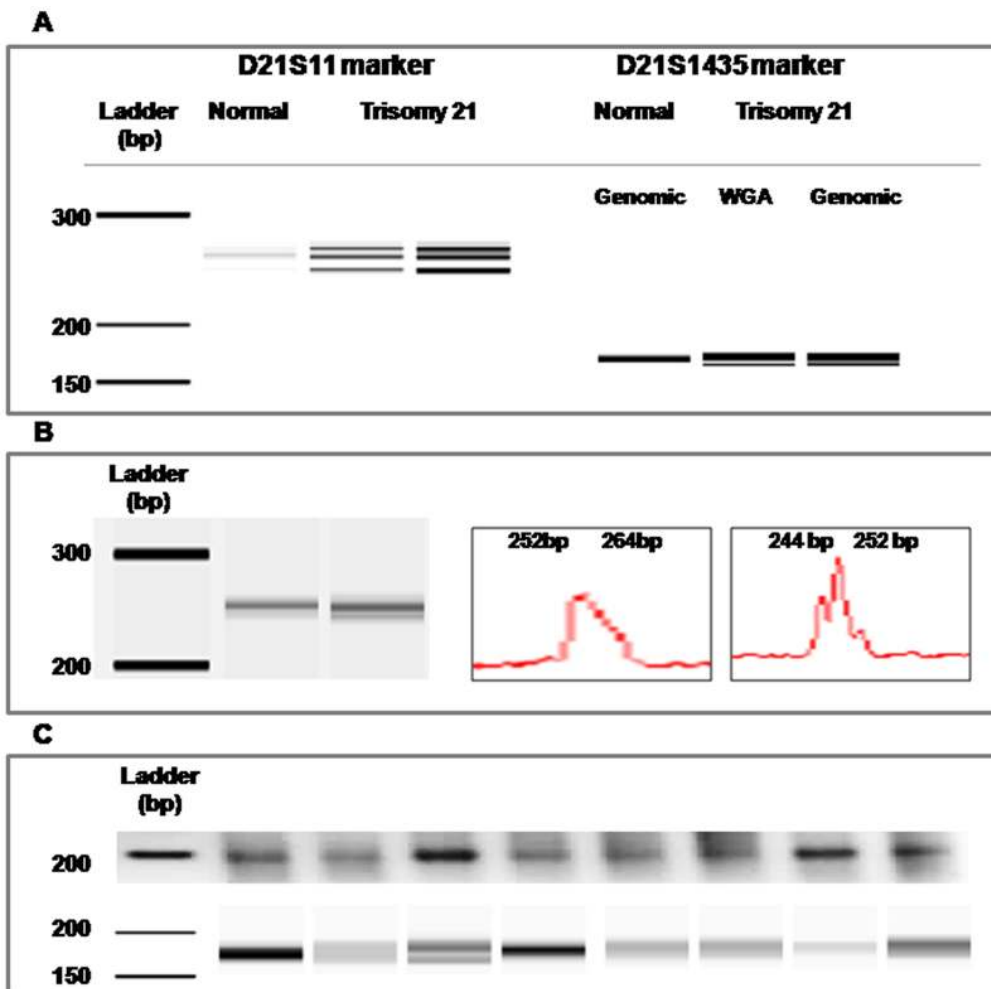 A
D21S11 marker D21S1435 marker
Ladder (bp) Normal Trisomy 21 Normal Trisomy 21
Genomic WGA Genomic
300
200
150
B
Ladder
(bp)
300
200
252bp 264bp
244 bp 252 bp
C
Ladder
(bp)
200
200
150